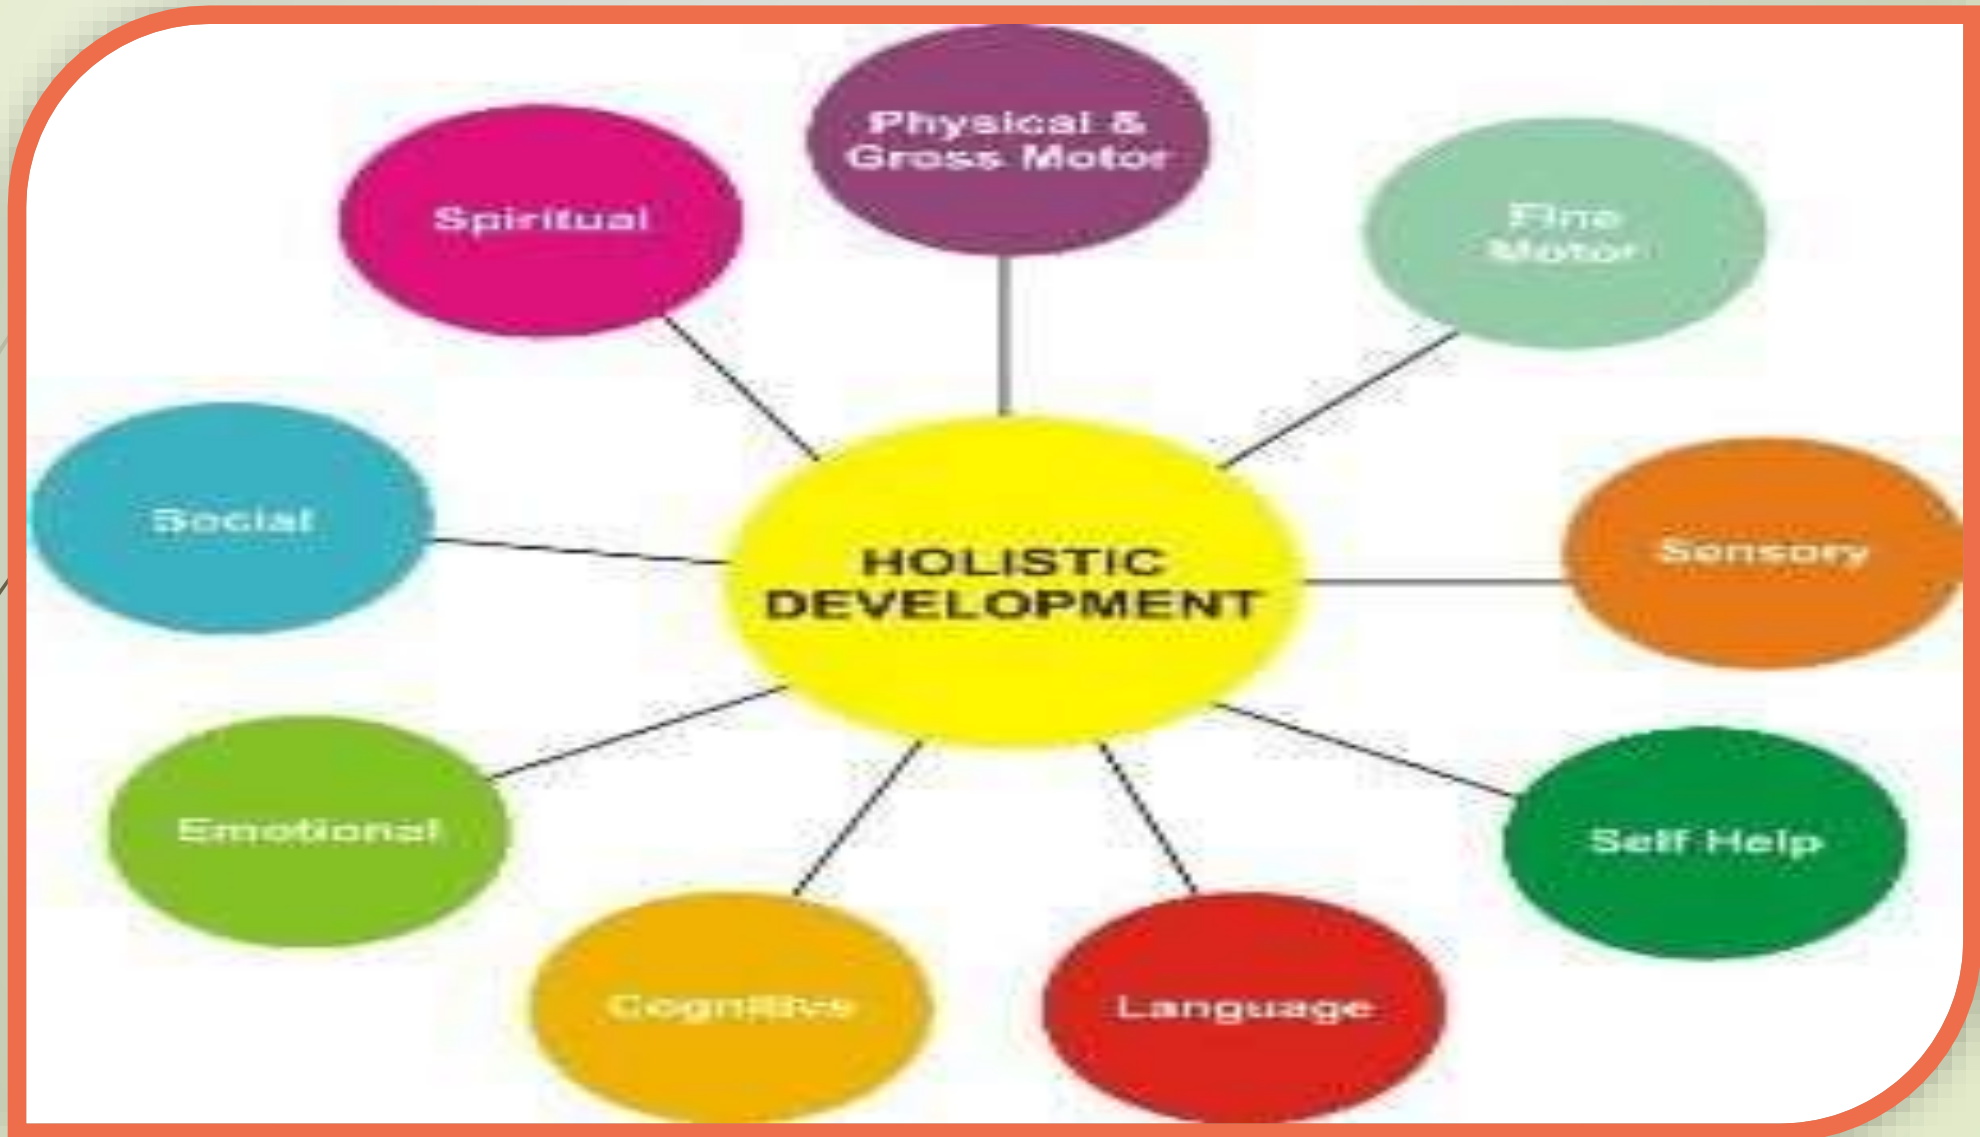 Physical &
Gross Motor
Spiritual
Fine
Motor
Social
HOLISTIC
DEVELOPMENT
Sensory
Emotional
Self Help
Cognitive
Language